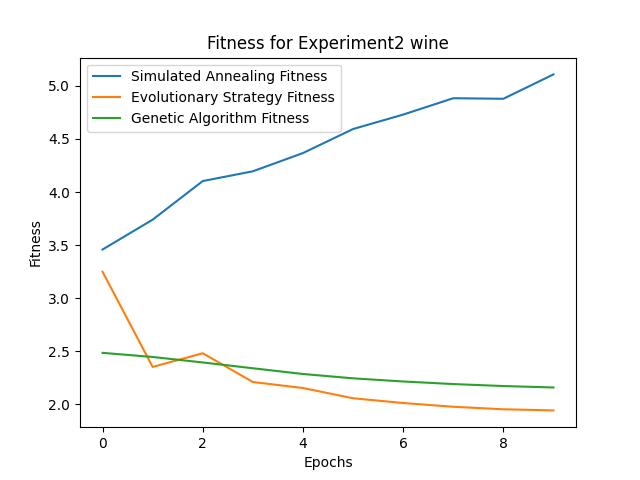 Fitness for Experiment2 wine
Simulated Annealing Fitness
Evolutionary Strategy Fitness
Genetic Algorithm Fitness
Fitness
5.0
4.5
4.0
3.5
3.0
2.5
2.0
0 2 4 6 8
Epochs